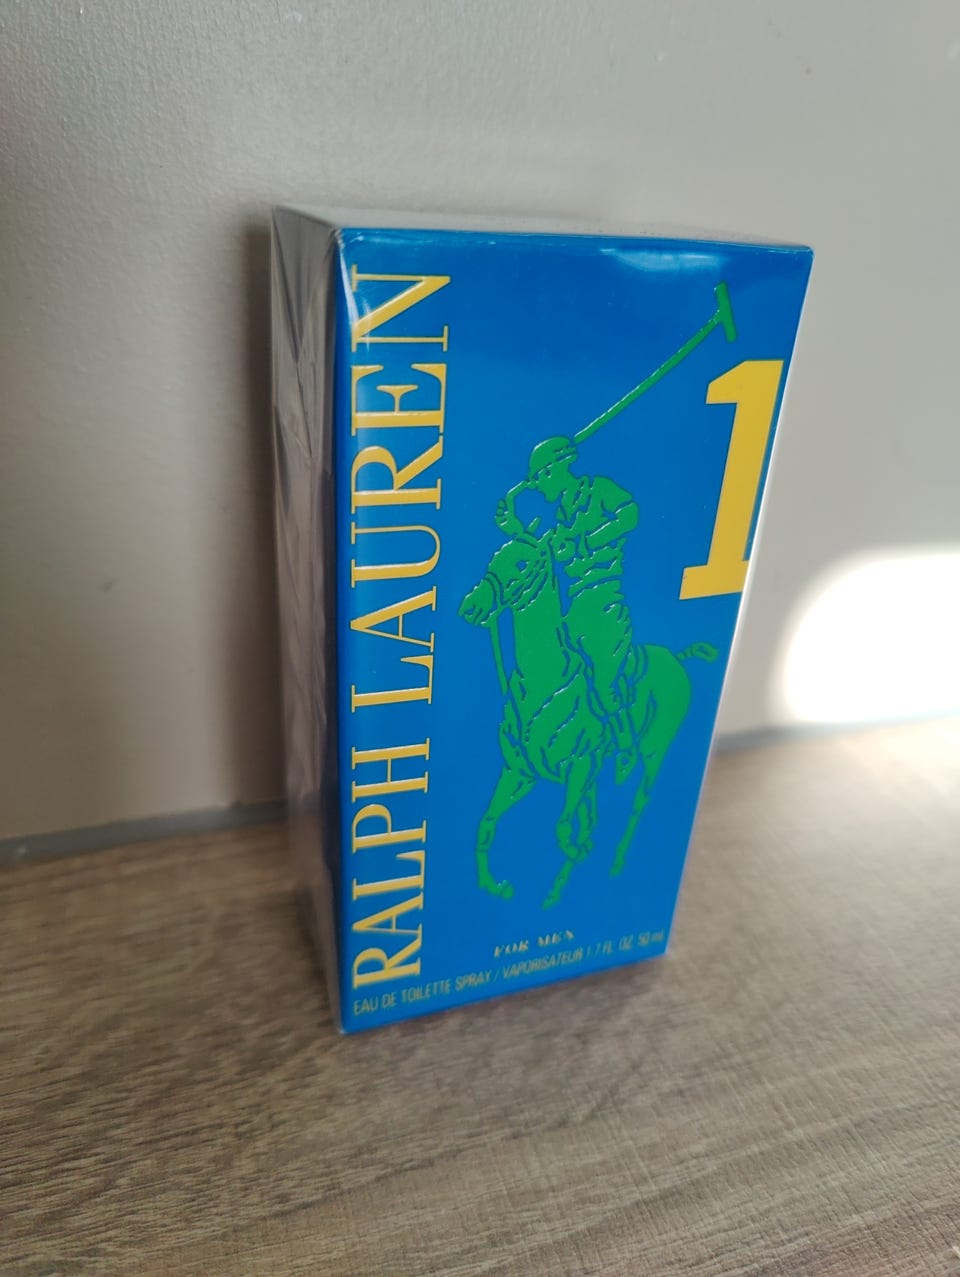 RALPH LAUREN
1
FOR MEN
EAU DE TOILETTE SPRAY / VAPORISATEUR 1.7 FL. OZ. 50 ml